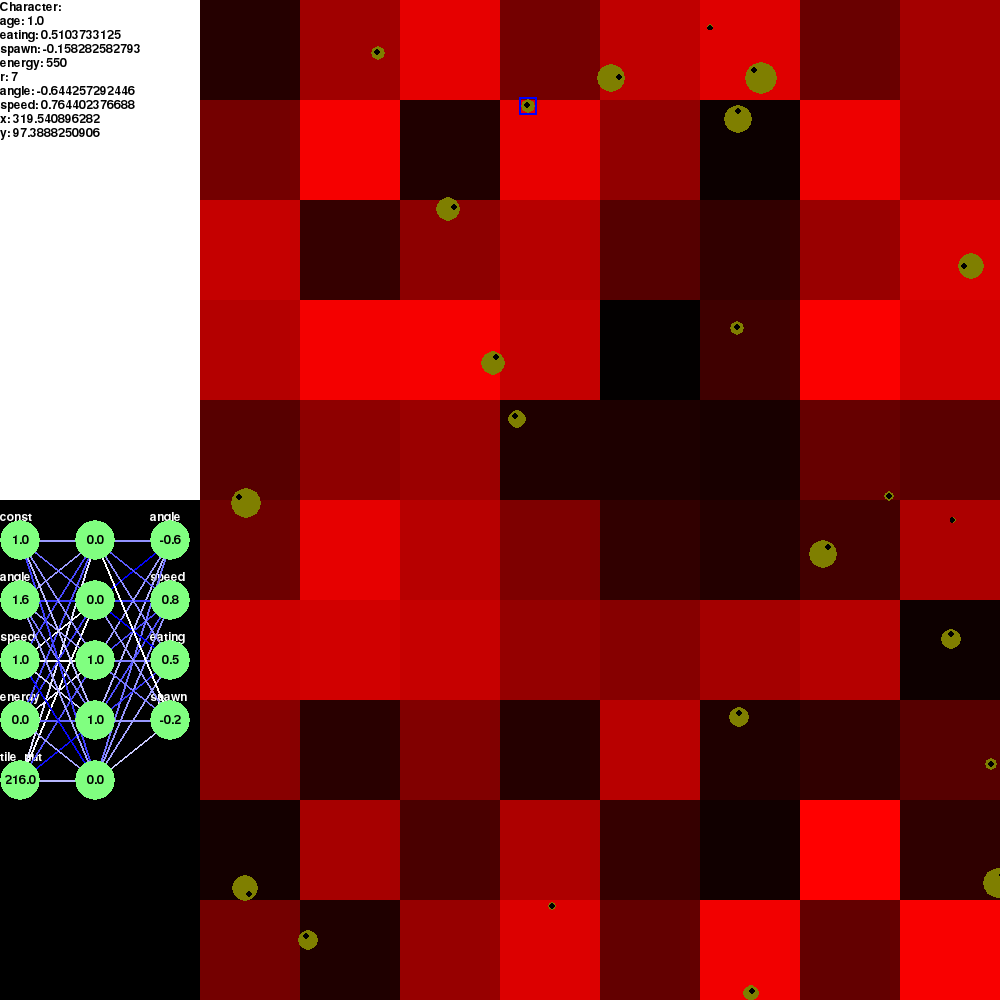 Character:
age: 1.0
eating: 0.5103733125
spawn: -0.158282582793
energy: 550
r: 7
angle: -0.644257292446
speed: 0.764402376688
x: 319.540896282
y: 97.3888250906
const angle
1.0 0.0 -0.6
angle speed
1.6 0.0 0.8
speed eating
1.0 1.0 0.5
energy spawn
0.0 1.0 -0.2
216.0 0.0